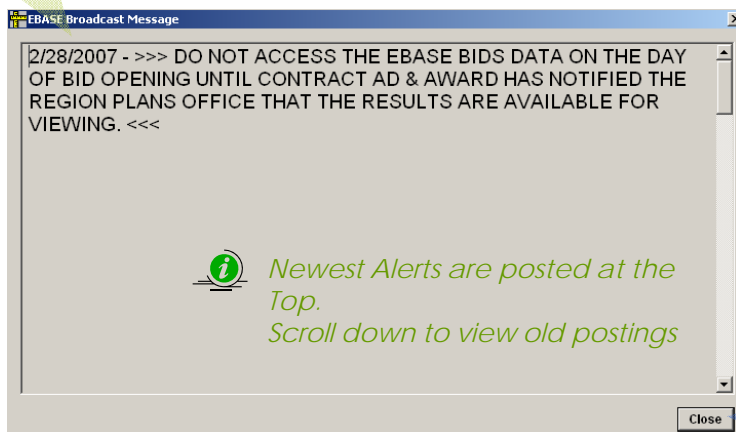 EBASE Broadcast Message
2/28/2007 - >>> DO NOT ACCESS THE EBASE BIDS DATA ON THE DAY
OF BID OPENING UNTIL CONTRACT AD & AWARD HAS NOTIFIED THE
REGION PLANS OFFICE THAT THE RESULTS ARE AVAILABLE FOR
VIEWING. <<<
i
Newest Alerts are posted at the
Top.
Scroll down to view old postings
Close